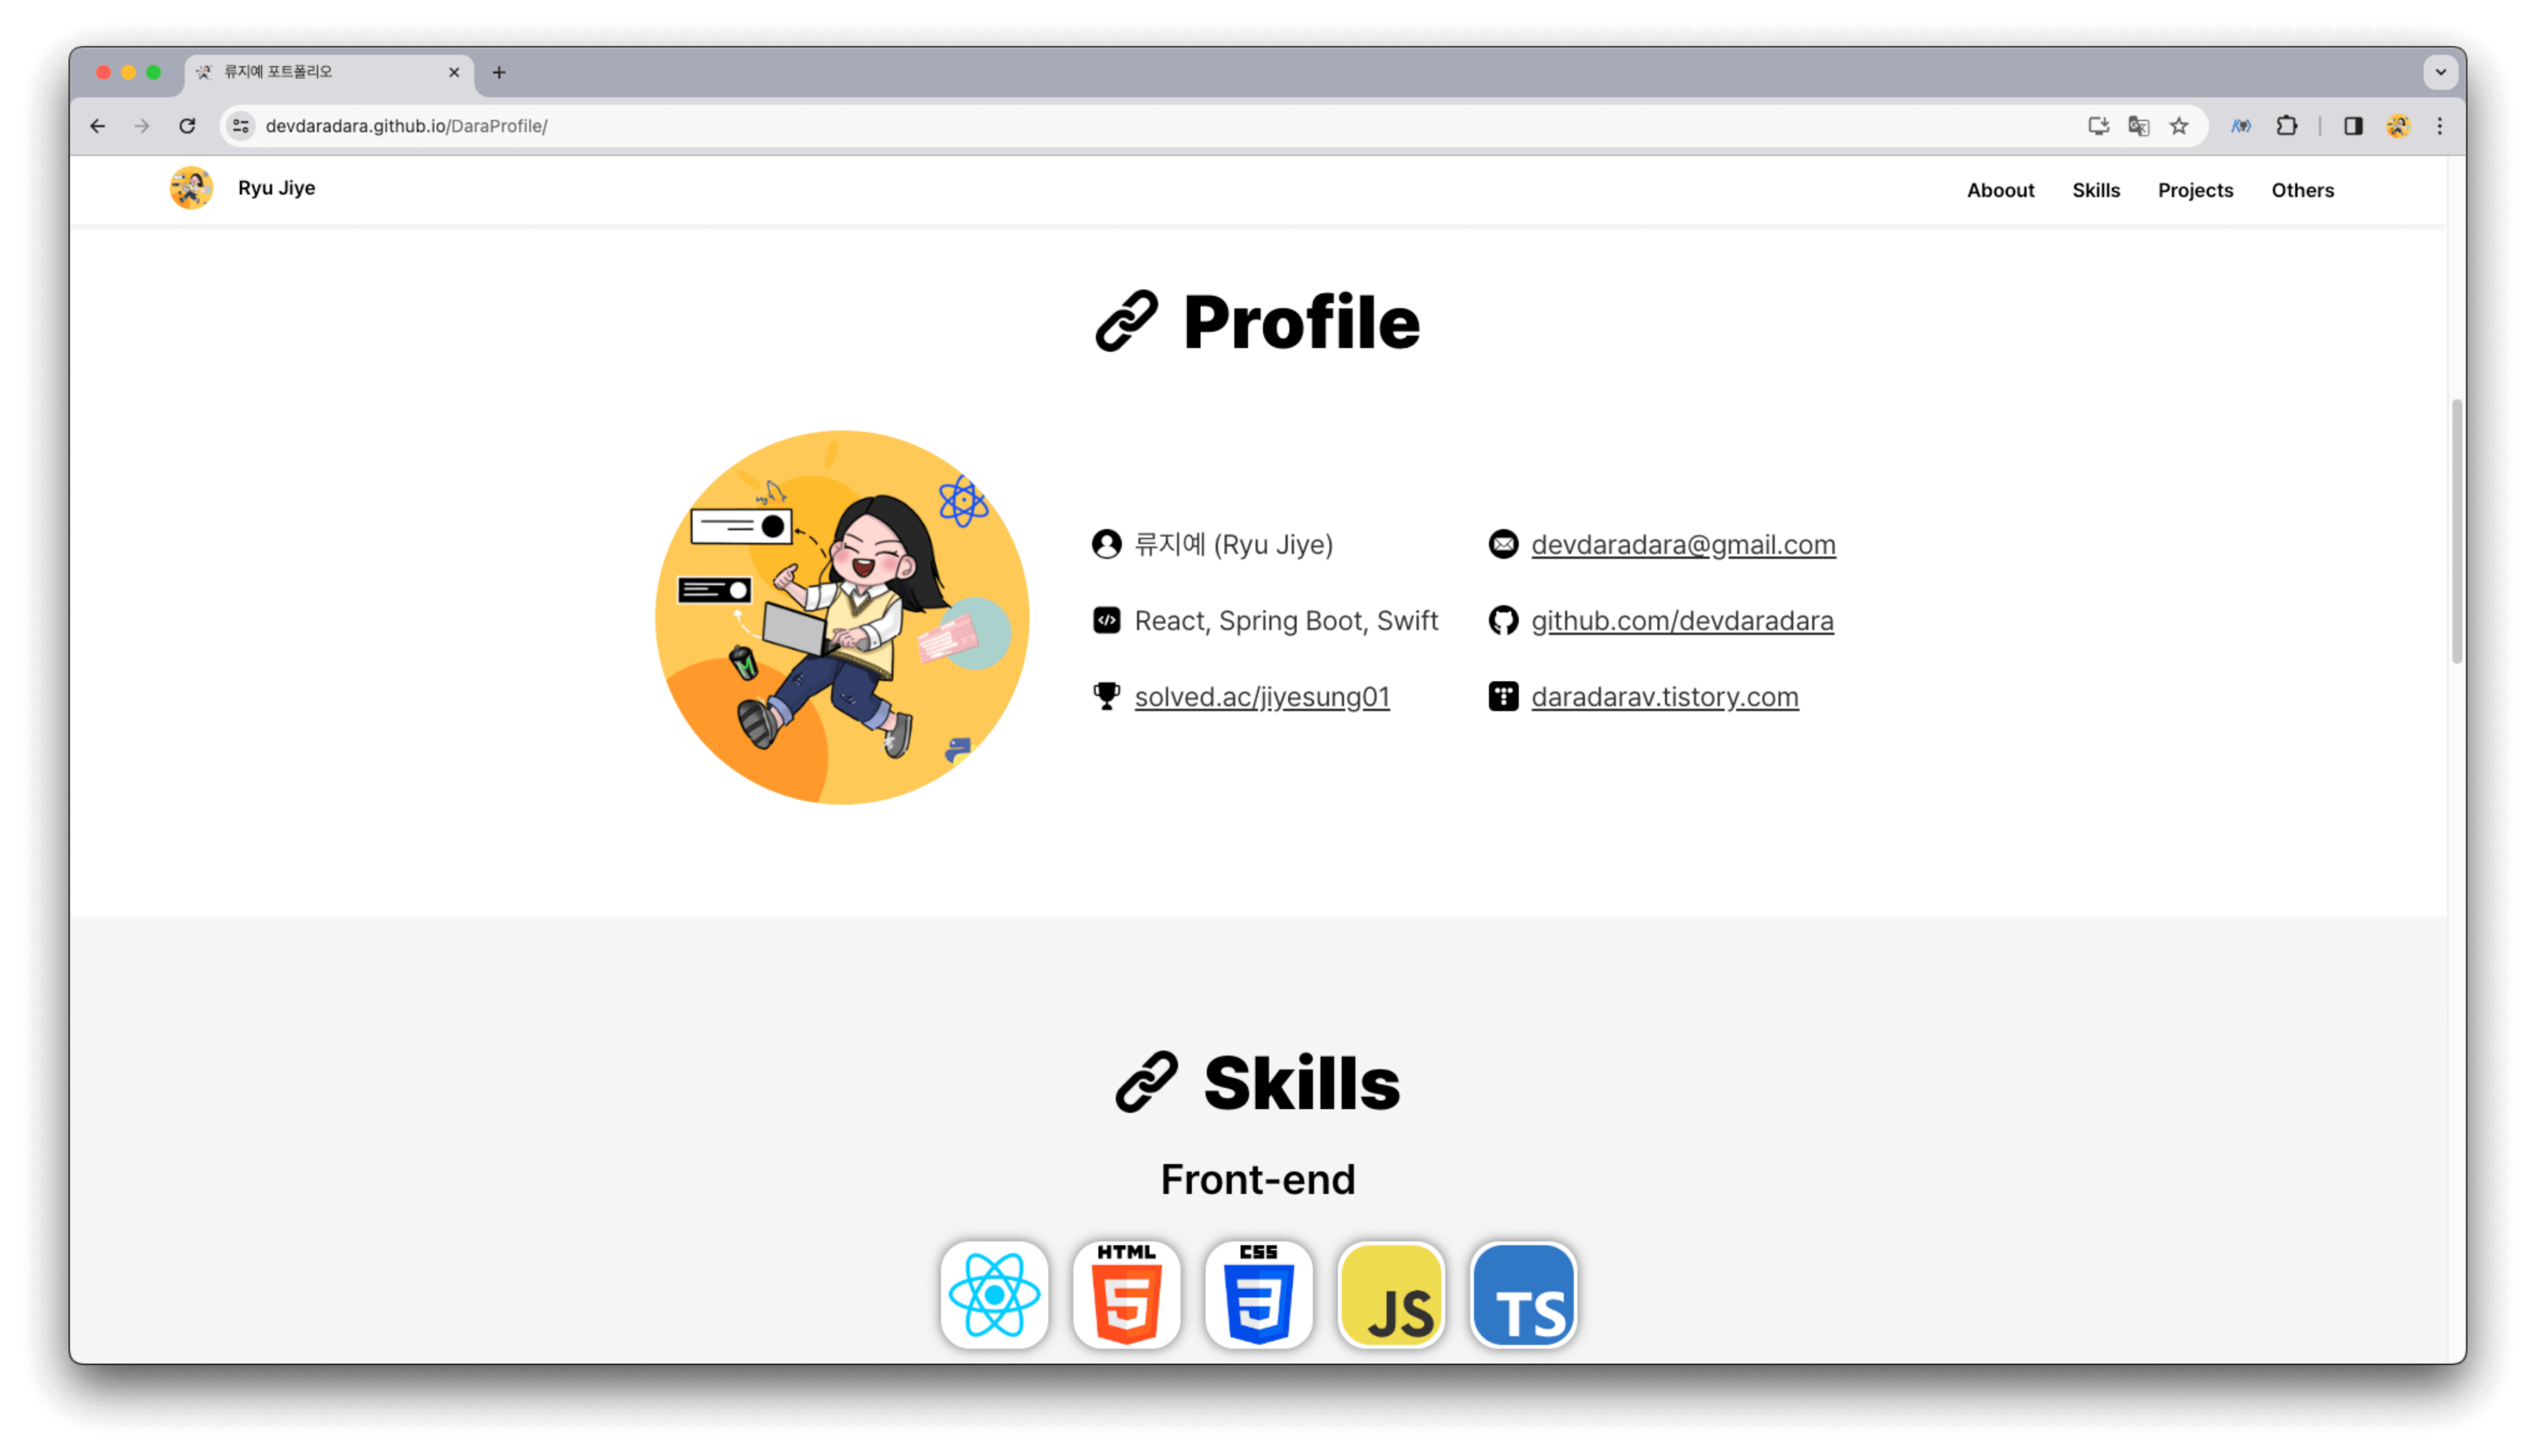 류지예 포트폴리오
devdaradara.github.io/DaraProfile/
Ryu Jiye
Aboout Skills Projects Others
Profile
류지예 (Ryu Jiye)
devdaradara@gmail.com
React, Spring Boot, Swift
github.com/devdaradara
solved.ac/jiyesung01
daradarav.tistory.com
Skills
Front-end
HTML
CSS
JS
TS